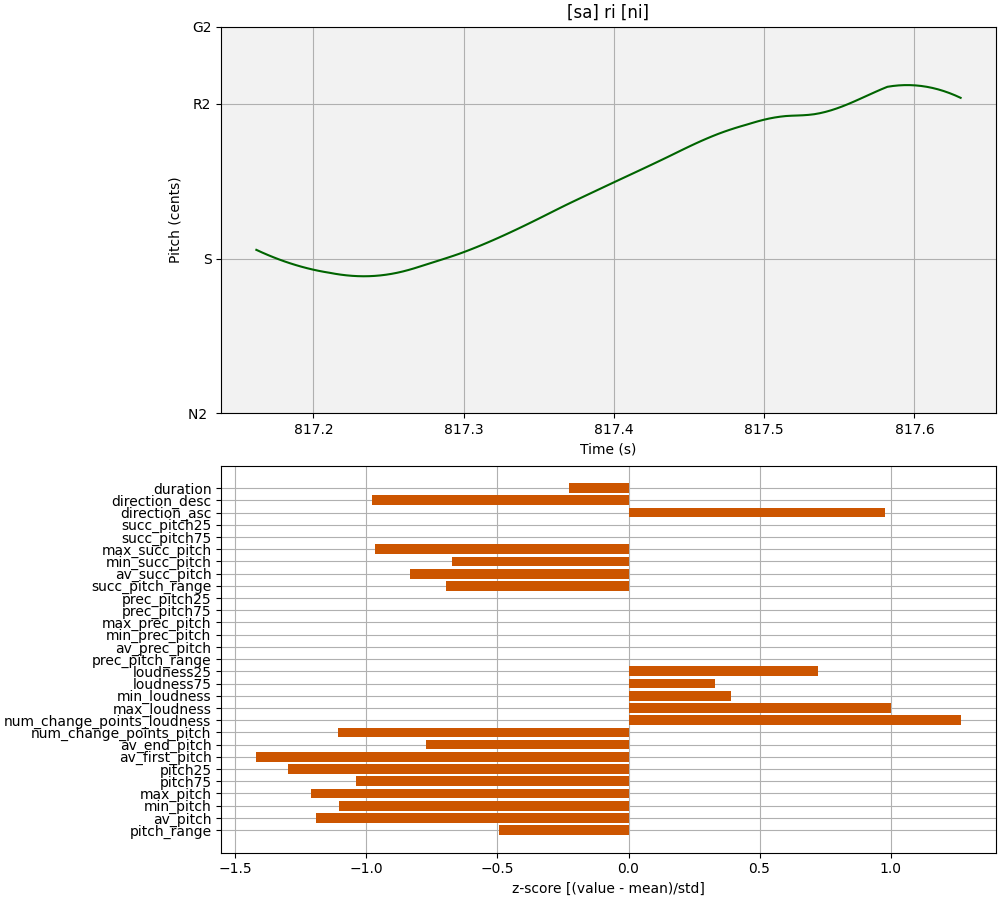 [sa] ri [ni]
G2
R2
S
N2
Pitch (cents)
817.2 817.3 817.4 817.5 817.6
Time (s)
duration
direction_desc
direction_asc
succ_pitch25
succ_pitch75
max_succ_pitch
min_succ_pitch
av_succ_pitch
succ_pitch_range
prec_pitch25
prec_pitch75
max_prec_pitch
min_prec_pitch
av_prec_pitch
prec_pitch_range
loudness25
loudness75
min_loudness
max_loudness
num_change_points_loudness
num_change_points_pitch
av_end_pitch
av_first_pitch
pitch25
pitch75
max_pitch
min_pitch
av_pitch
pitch_range
−1.5 −1.0 −0.5 0.0 0.5 1.0
z-score [(value - mean)/std]